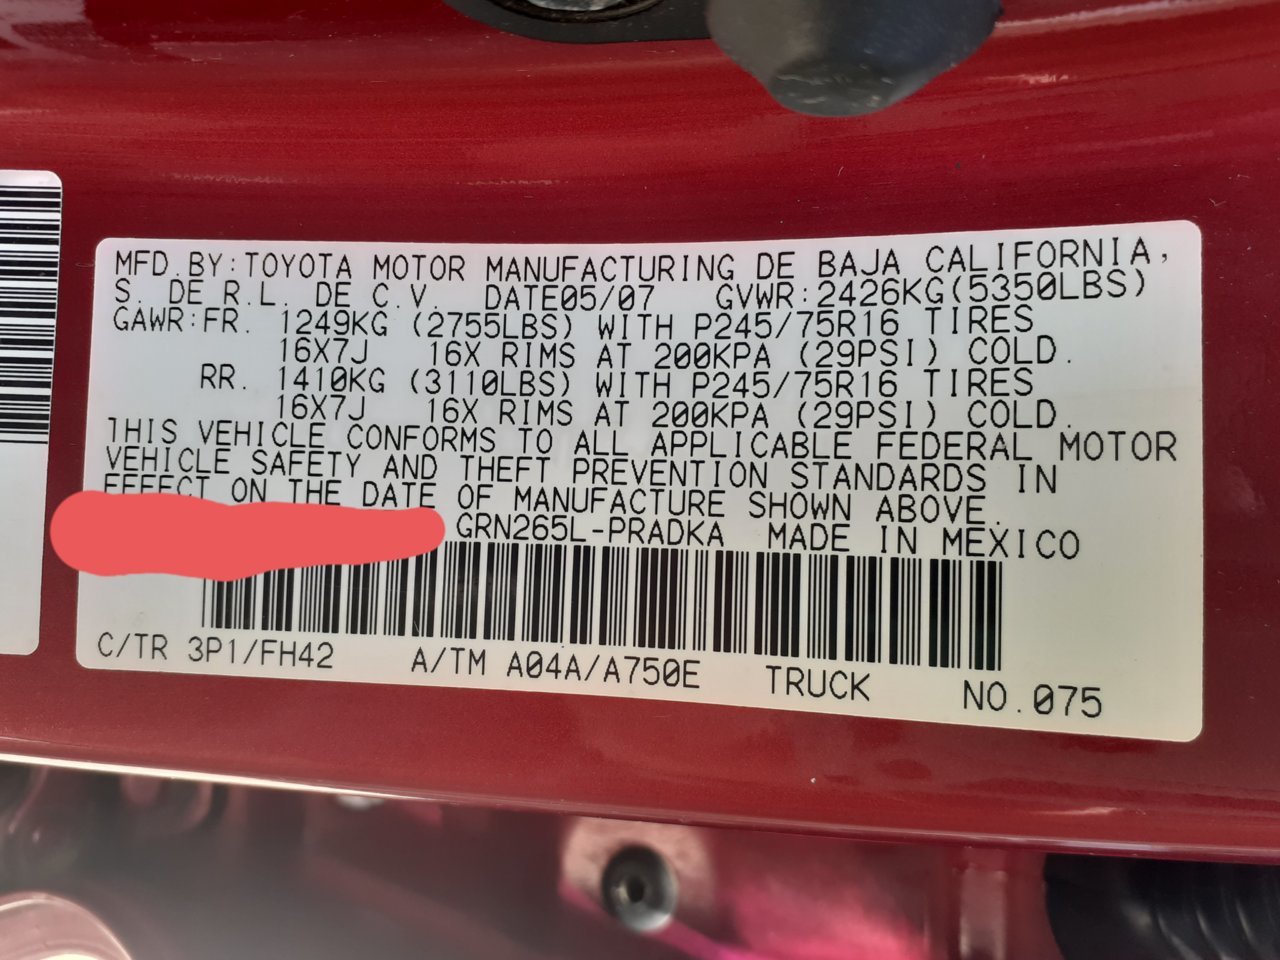 MFD.BY:TOYOTA MOTOR MANUFACTURING DE BAJA CALIFORNIA,
S. DE R.L. DE C.V. DATE05/07 GVWR:2426KG(5350LBS)
GAWR:FR. 1249KG (2755LBS) WITH P245/75R16 TIRES
16X7J 16X RIMS AT 200KPA (29PSI) COLD.
RR. 1410KG (3110LBS) WITH P245/75R16 TIRES
16X7J 16X RIMS AT 200KPA (29PSI) COLD.
THIS VEHICLE CONFORMS TO ALL APPLICABLE FEDERAL MOTOR
VEHICLE SAFETY AND THEFT PREVENTION STANDARDS IN
EFFECT ON THE DATE OF MANUFACTURE SHOWN ABOVE.
GRN265L-PRADKA MADE IN MEXICO
C/TR 3P1/FH42 A/TM A04A/A750E TRUCK NO.075